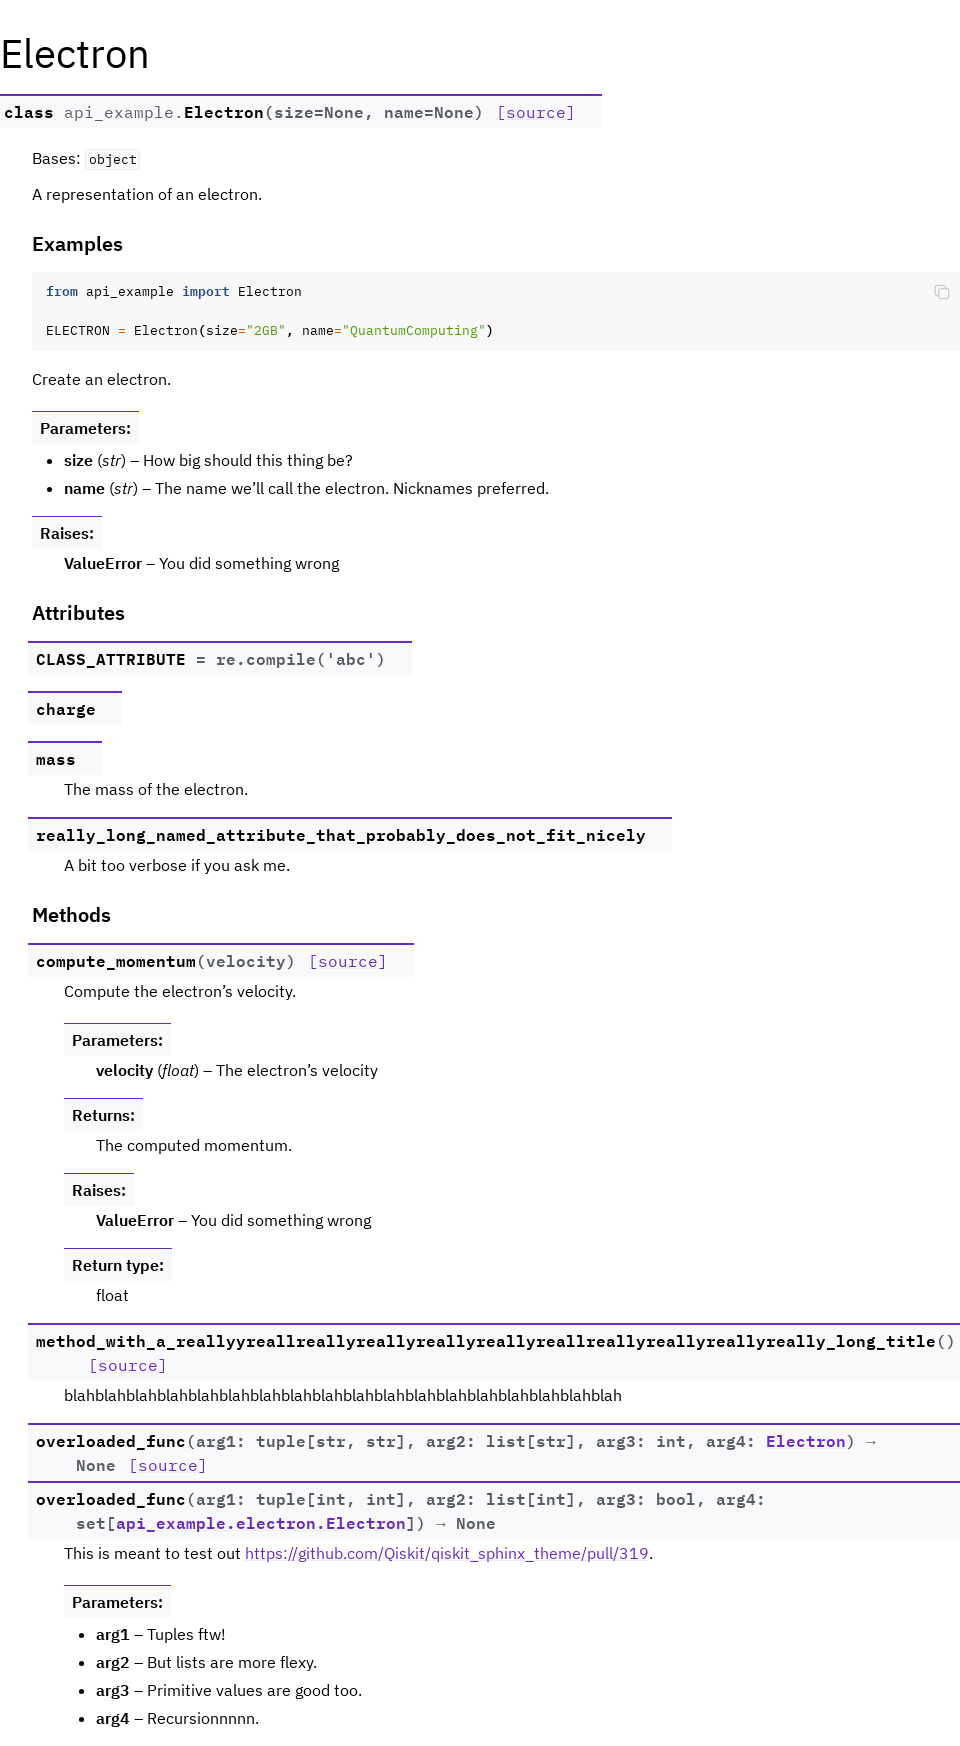 Electron
class api_example.Electron(size=None, name=None) [source]
Bases: object
A representation of an electron.
Examples
from api_example import Electron
ELECTRON = Electron(size="2GB", name="QuantumComputing")
Create an electron.
Parameters:
• size (str) – How big should this thing be?
• name (str) – The name we’ll call the electron. Nicknames preferred.
Raises:
ValueError – You did something wrong
Attributes
CLASS_ATTRIBUTE = re.compile('abc')
charge
mass
The mass of the electron.
really_long_named_attribute_that_probably_does_not_fit_nicely
A bit too verbose if you ask me.
Methods
compute_momentum(velocity) [source]
Compute the electron’s velocity.
Parameters:
velocity (float) – The electron’s velocity
Returns:
The computed momentum.
Raises:
ValueError – You did something wrong
Return type:
float
method_with_a_reallyyreallreallyreallyreallyreallyreallreallyreallyreallyreally_long_title()
[source]
blahblahblahblahblahblahblahblahblahblahblahblahblahblahblahblahblahblah
overloaded_func(arg1: tuple[str, str], arg2: list[str], arg3: int, arg4: Electron) →
None [source]
overloaded_func(arg1: tuple[int, int], arg2: list[int], arg3: bool, arg4:
set[api_example.electron.Electron]) → None
This is meant to test out https://github.com/Qiskit/qiskit_sphinx_theme/pull/319.
Parameters:
• arg1 – Tuples ftw!
• arg2 – But lists are more flexy.
• arg3 – Primitive values are good too.
• arg4 – Recursionnnnn.